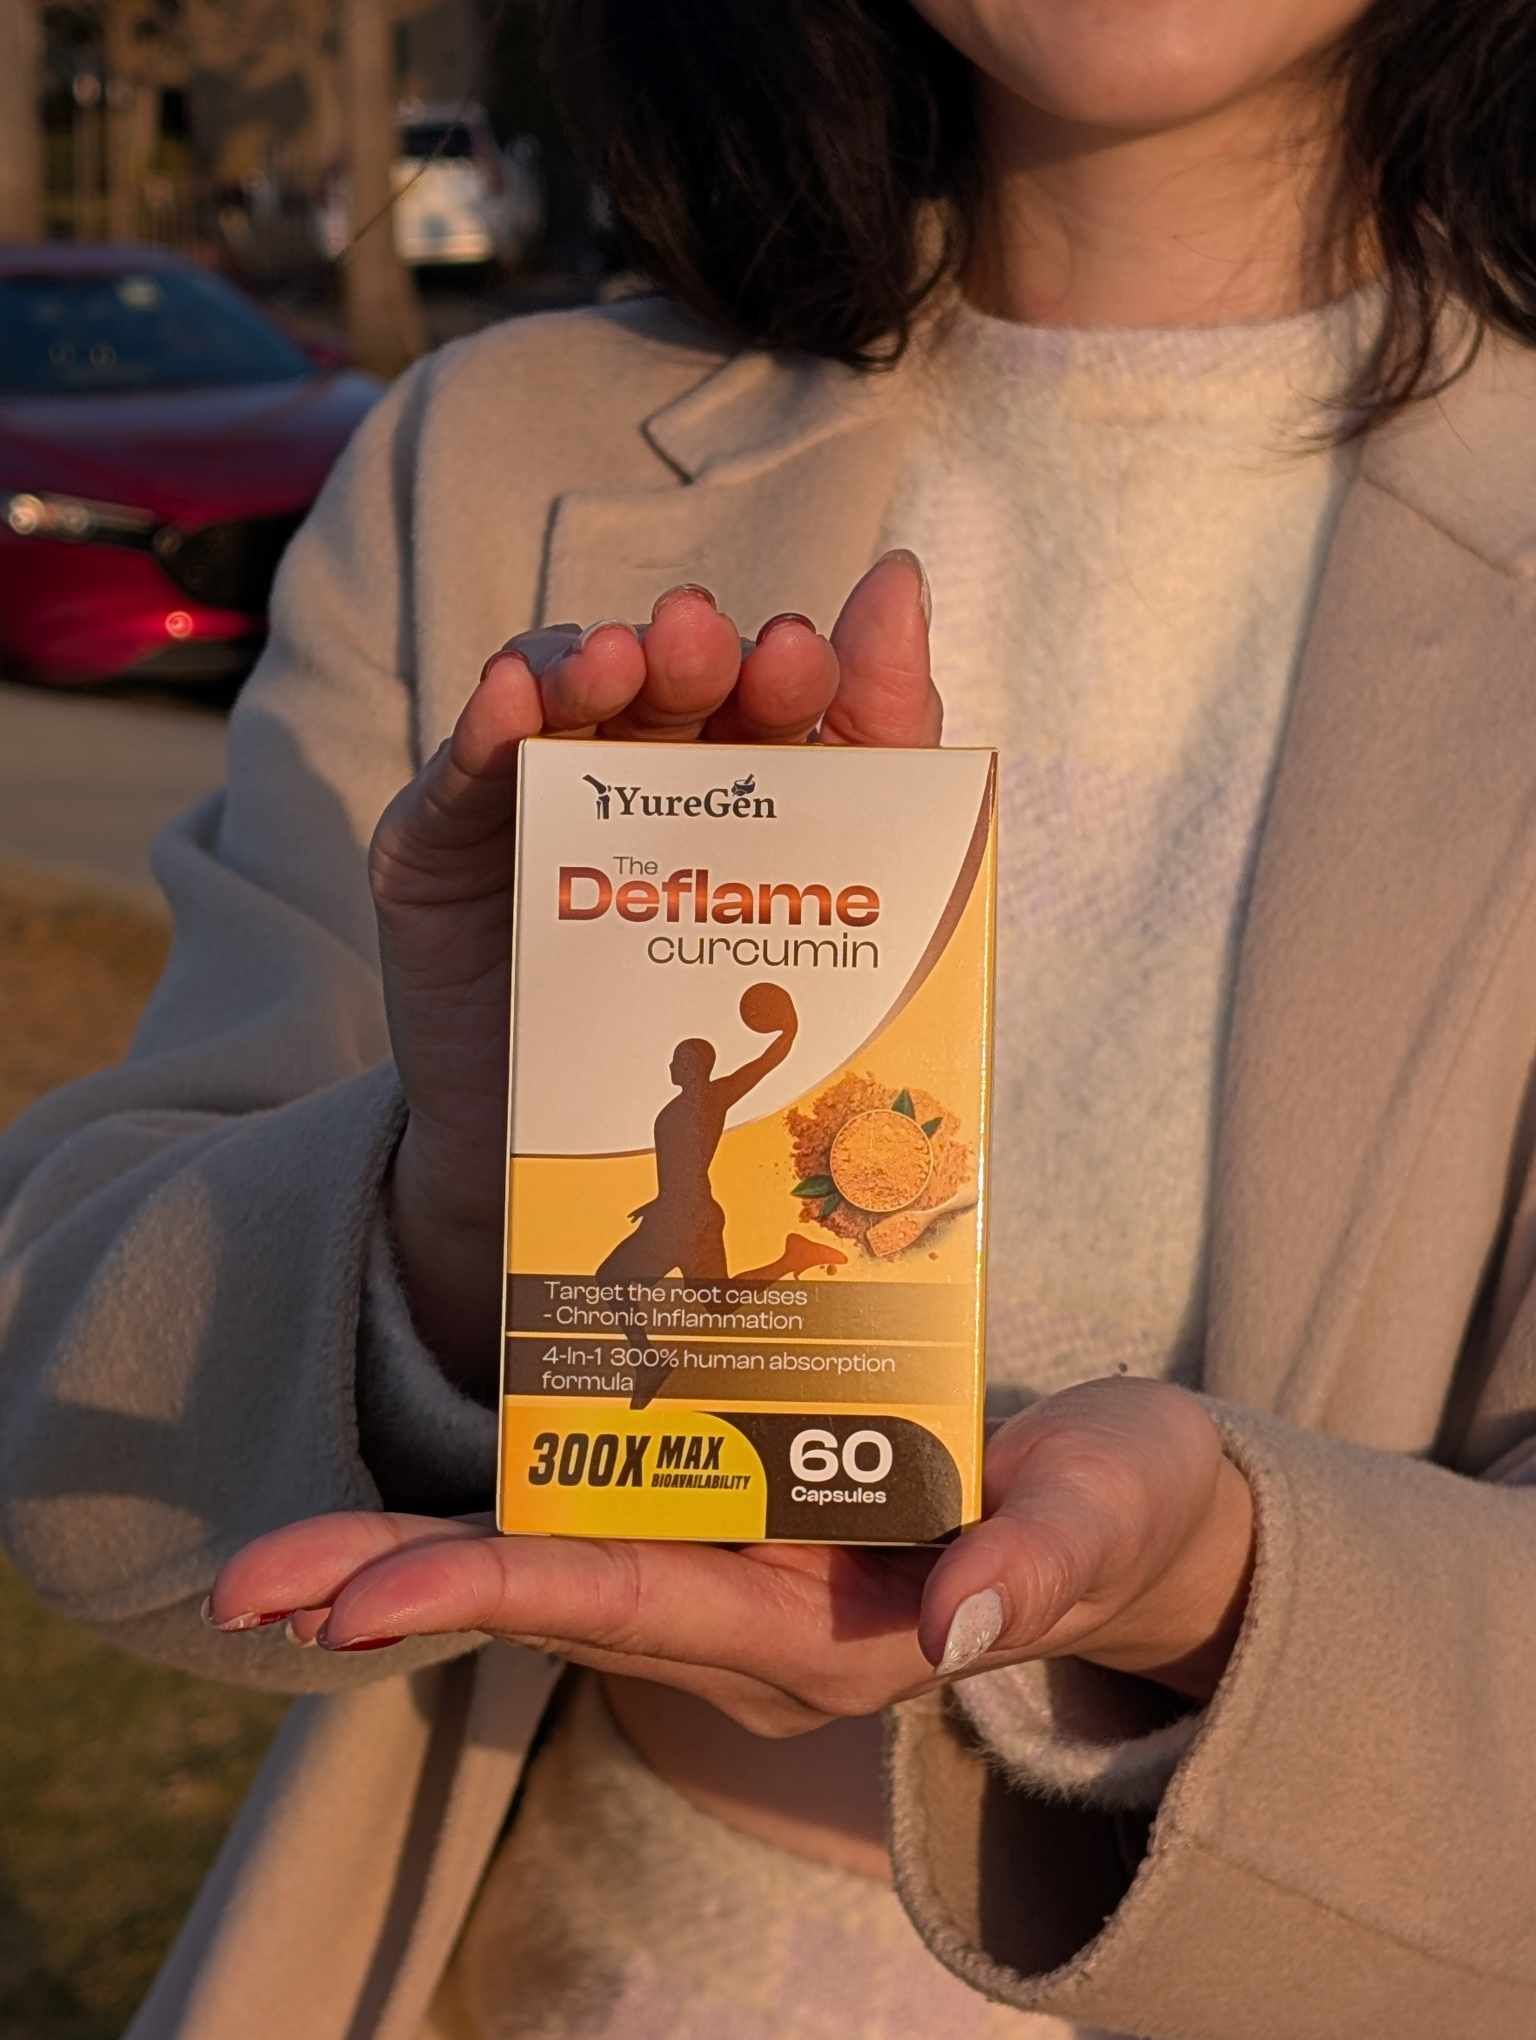 YureGen
The
Deflame
curcumin
Target the root causes
- Chronic Inflammation
4-In-1 300% human absorption
formula
300X MAX
BIOAVAILABILITY
60
Capsules